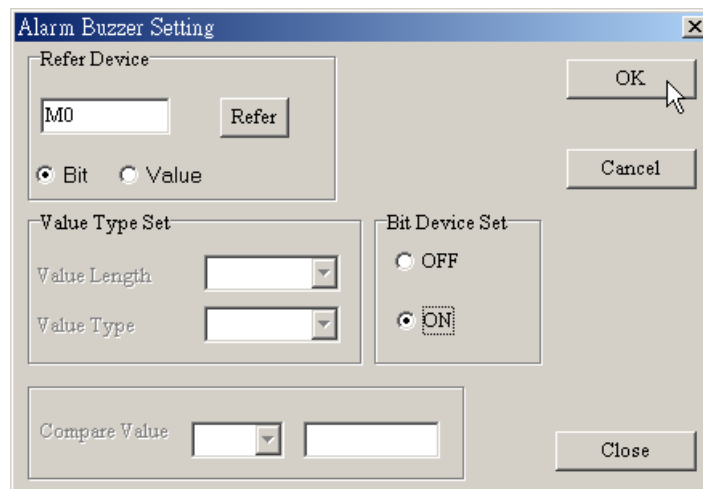 Alarm Buzzer Setting
Refer Device
OK
M0
Refer
Bit
Value
Cancel
Value Type Set
Bit Device Set
Value Length
OFF
Value Type
ON
Compare Value
Close